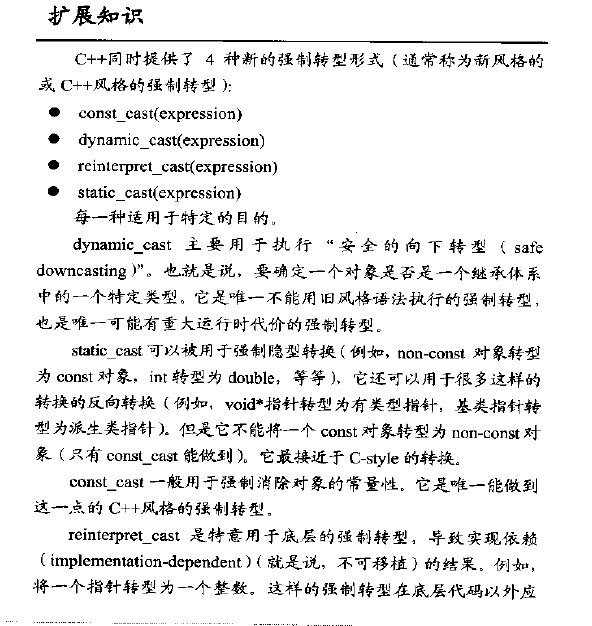 扩展知识
C++同时提供了 4 种新的强制转型形式（通常称为新风格的
或 C++风格的强制转型）:
● const_cast(expression)
● dynamic_cast(expression)
● reinterpret_cast(expression)
● static_cast(expression)
每一种适用于特定的目的。
dynamic_cast 主要用于执行 “安全的向下转型（ safe
downcasting）”。也就是说，要确定一个对象是否是一个继承体系
中的一个特定类型。它是唯一不能用旧风格语法执行的强制转型，
也是唯一可能有重大运行时代价的强制转型。
static_cast 可以被用于强制隐型转换（例如，non-const 对象转型
为 const 对象，int 转型为 double，等等），它还可以用于很多这样的
转换的反向转换（例如，void*指针转型为有类型指针，基类指针转
型为派生类指针）。但是它不能将一个 const 对象转型为 non-const 对
象（只有 const_cast 能做到）。它最接近于 C-style 的转换。
const_cast 一般用于强制消除对象的常量性。它是唯一能做到
这一点的 C++风格的强制转型。
reinterpret_cast 是特意用于底层的强制转型，导致实现依赖
（implementation-dependent）（就是说，不可移植）的结果。例如，
将一个指针转型为一个整数。这样的强制转型在底层代码以外应